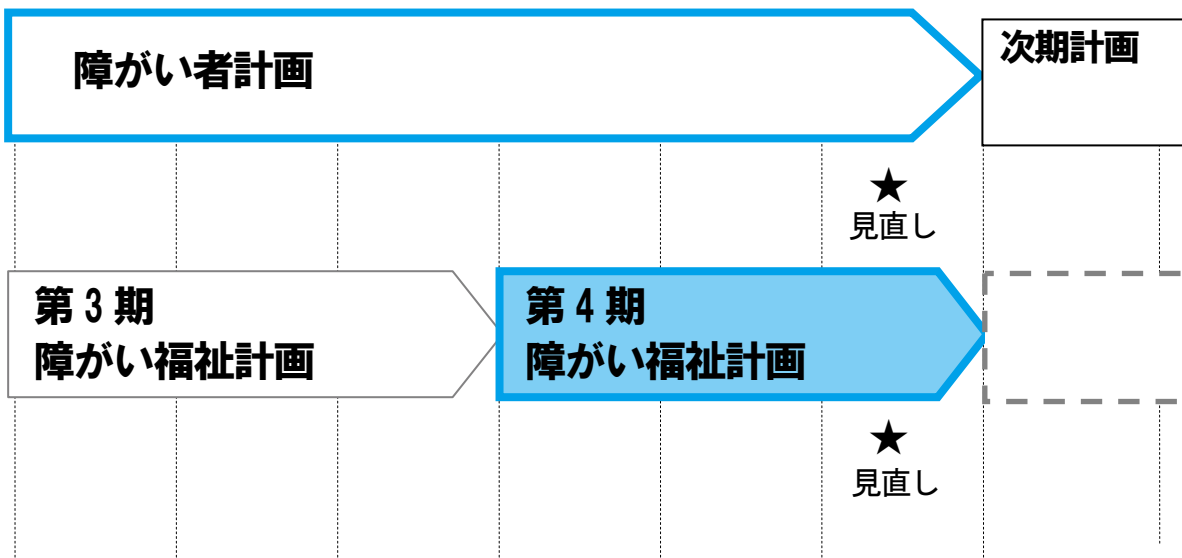 障がい者計画
次期計画
★
見直し
第３期
障がい福祉計画
第４期
障がい福祉計画
★
見直し